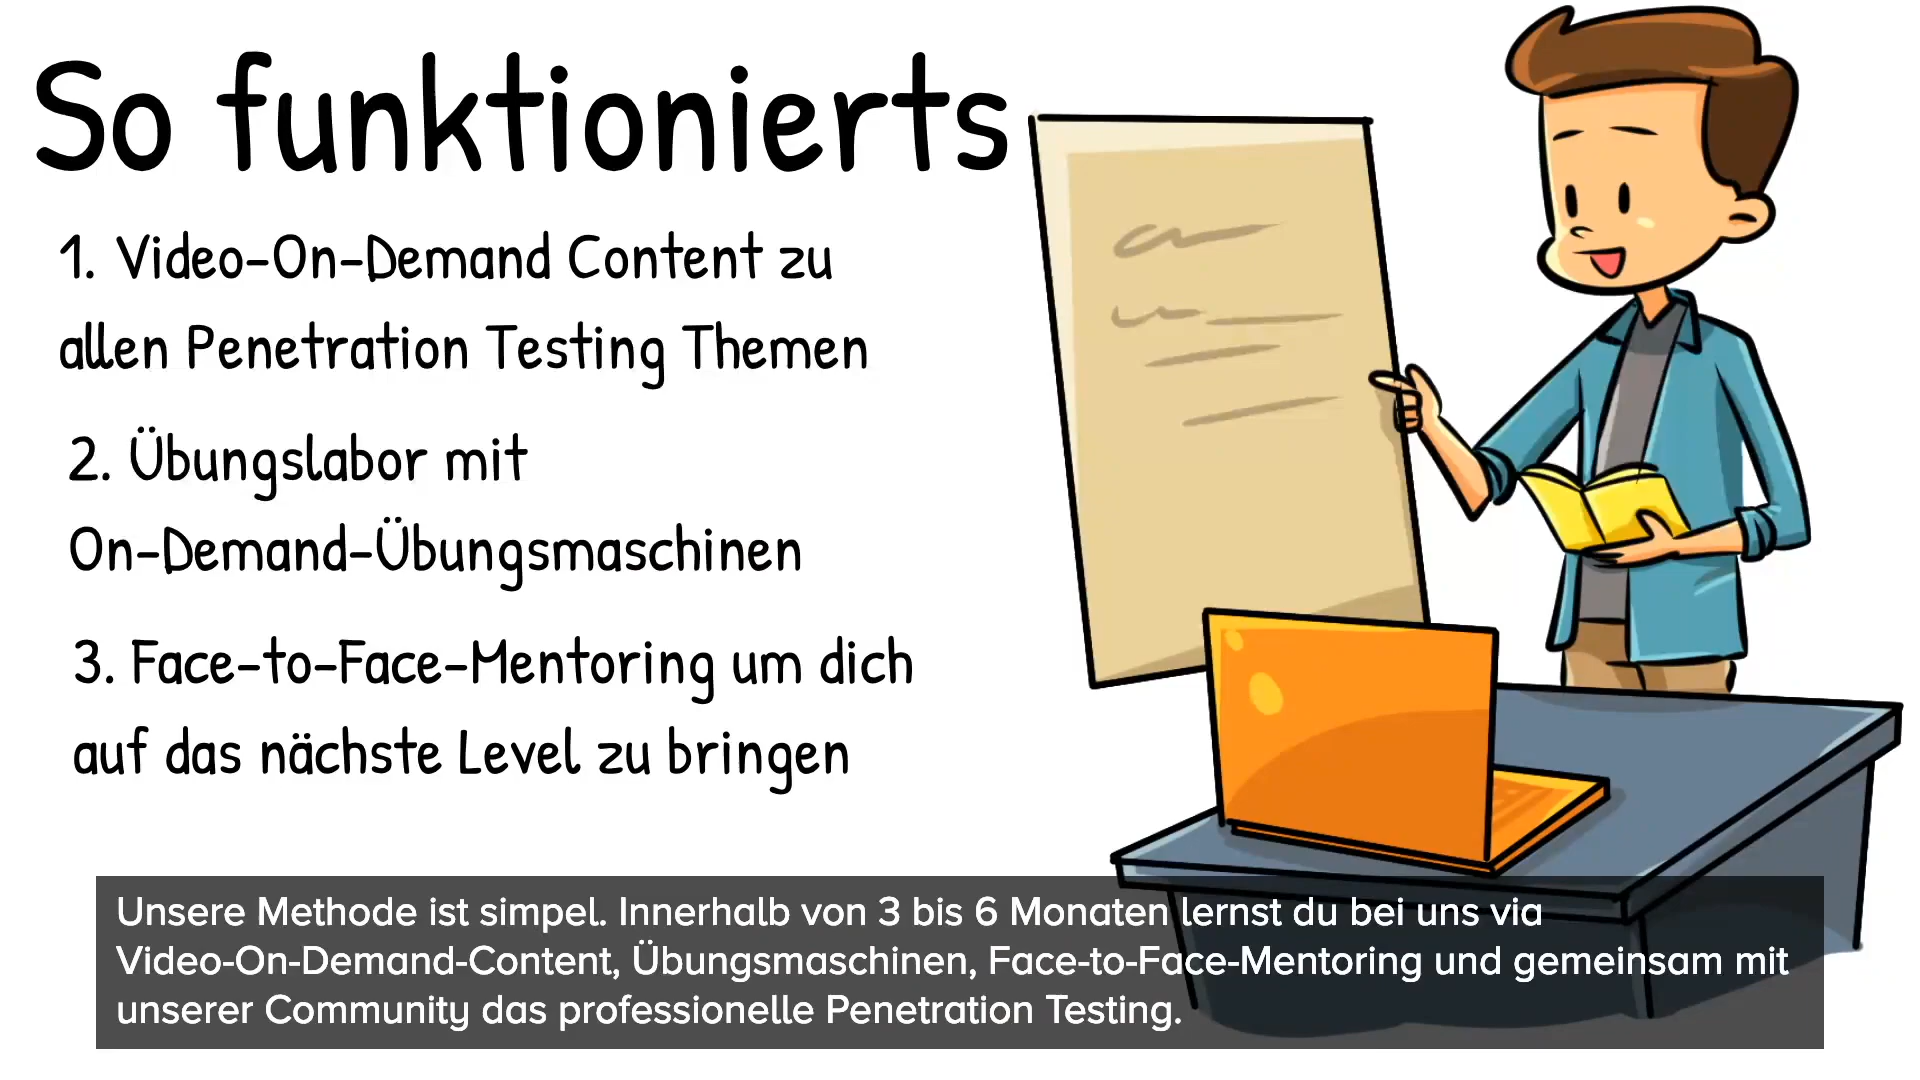 So funktionierts
1. Video-On-Demand Content zu
allen Penetration Testing Themen
2. Übungslabor mit
On-Demand-Übungsmaschinen
3. Face-to-Face-Mentoring um dich
auf das nächste Level zu bringen
Unsere Methode ist simpel. Innerhalb von 3 bis 6 Monaten lernst du bei uns via
Video-On-Demand-Content, Übungsmaschinen, Face-to-Face-Mentoring und gemeinsam mit
unserer Community das professionelle Penetration Testing.